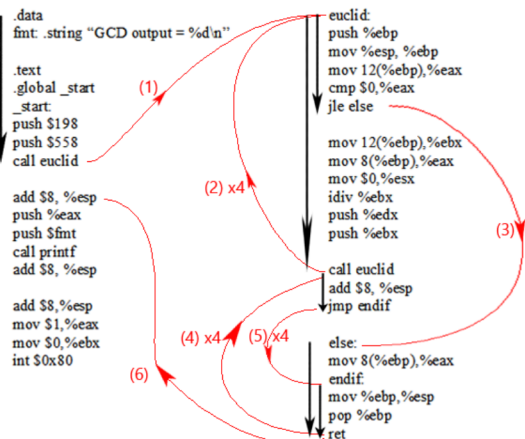 .data
fmt: .string “GCD output = %d\n”
.text
.global _start
_start:
push $198
push $558
call euclid
add $8, %esp
push %eax
push $fmt
call printf
add $8, %esp
add $8,%esp
mov $1,%eax
mov $0,%ebx
int $0x80
(1)
(2) x4
(3)
(4) x4
(5) x4
(6)
euclid:
push %ebp
mov %esp, %ebp
mov 12(%ebp),%eax
cmp $0,%eax
jle else
mov 12(%ebp),%ebx
mov 8(%ebp),%eax
mov $0,%esx
idiv %ebx
push %edx
push %ebx
call euclid
add $8, %esp
jmp endif
else:
mov 8(%ebp),%eax
endif:
mov %ebp,%esp
pop %ebp
ret